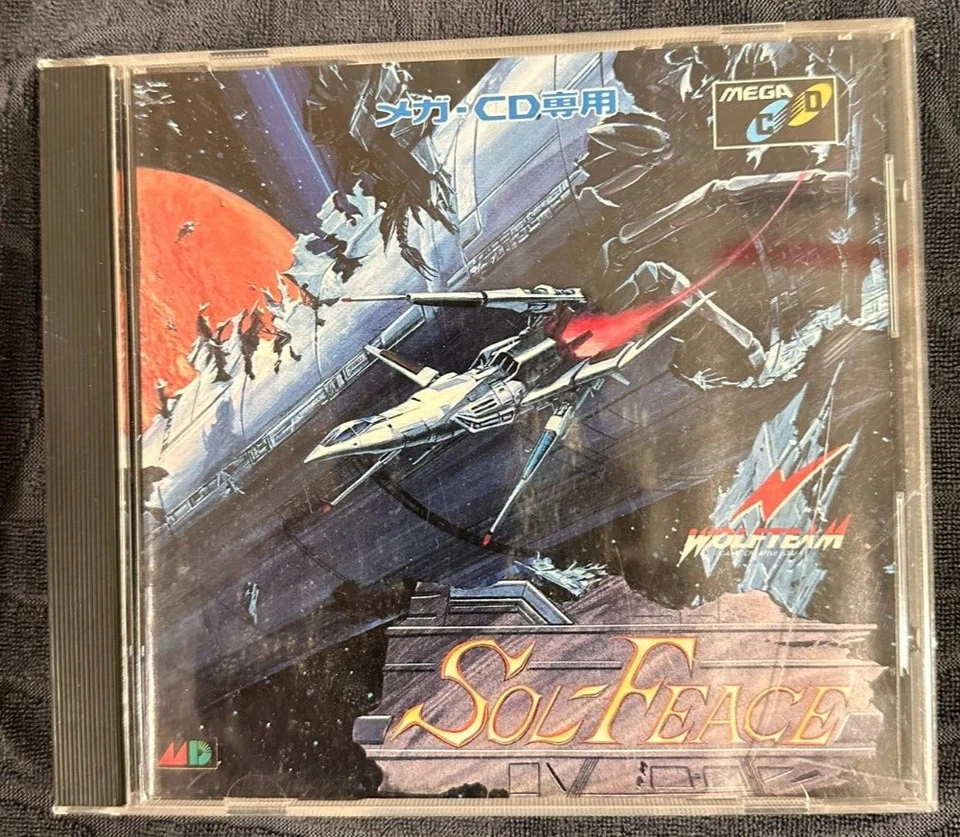 メガ-CD専用
MEGA
CD
WOLFTEAM
SOL-FEACE
MD